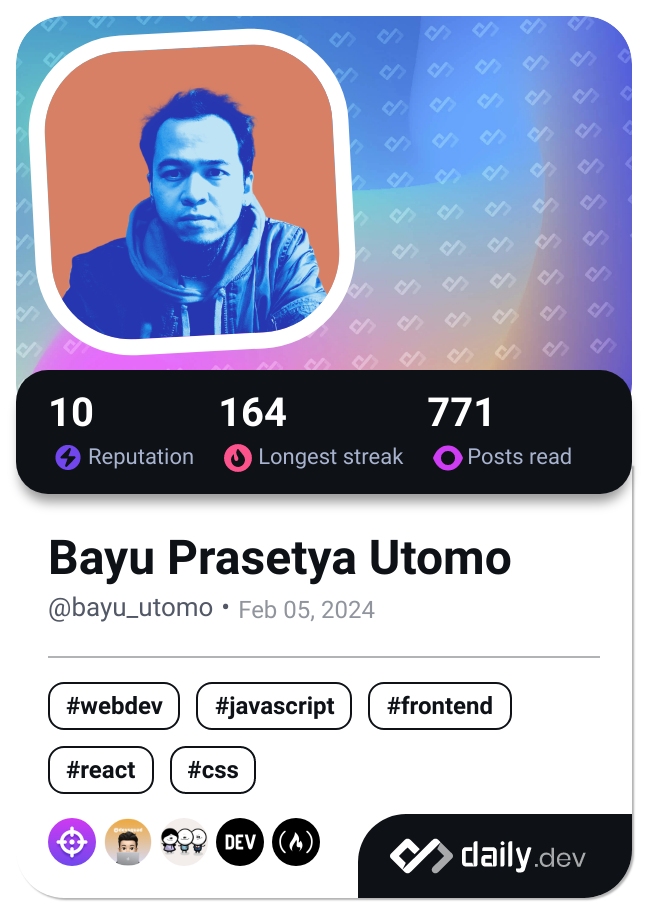 10 164 771
Reputation Longest streak Posts read
Bayu Prasetya Utomo
@bayu_utomo • Feb 05, 2024
#webdev #javascript #frontend
#react #css
DEV
daily.dev